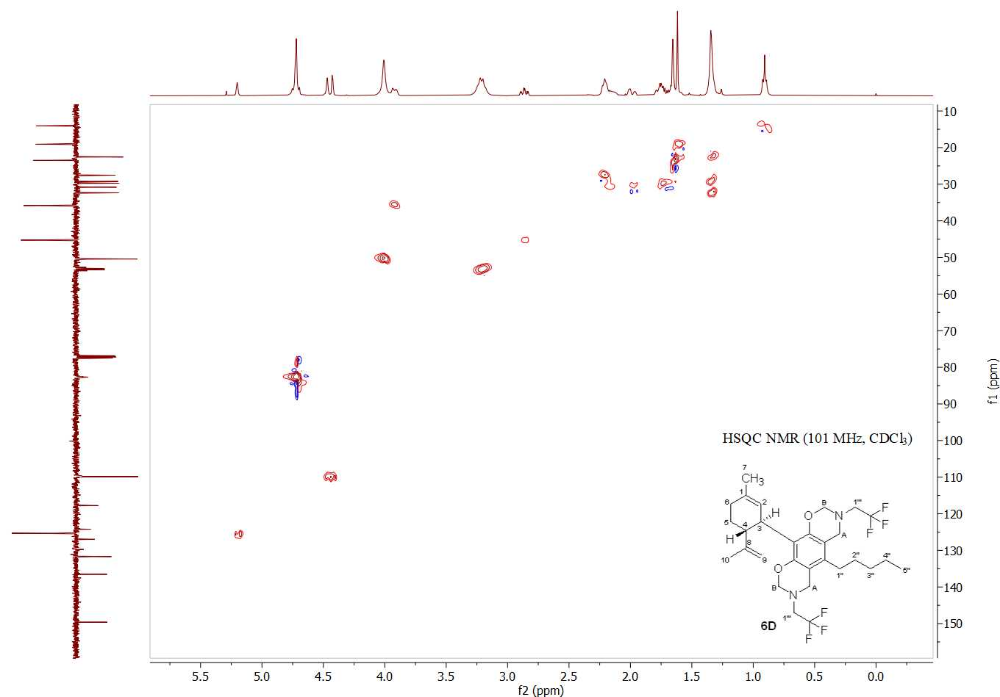 10
20
30
40
50
60
70
80
90
100
110
120
130
140
150
f1 (ppm)
HSQC NMR (101 MHz, CDCl3)
7
CH3
1
6
2
5
4
3
H
H
8
10
9
O
B
N
1'''
F
F
F
A
O
B
N
A
1'''
F
F
F
2''
4''
1''
3''
5''
6D
5.5
5.0
4.5
4.0
3.5
3.0
2.5
2.0
1.5
1.0
0.5
0.0
f2 (ppm)